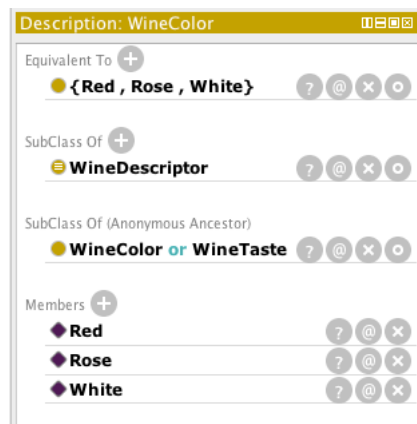 Description: WineColor
Equivalent To
{Red , Rose , White}
? @
SubClass Of
WineDescriptor
? @
SubClass Of (Anonymous Ancestor)
WineColor or WineTaste
? @
Members
Red
? @
Rose
? @
White
? @